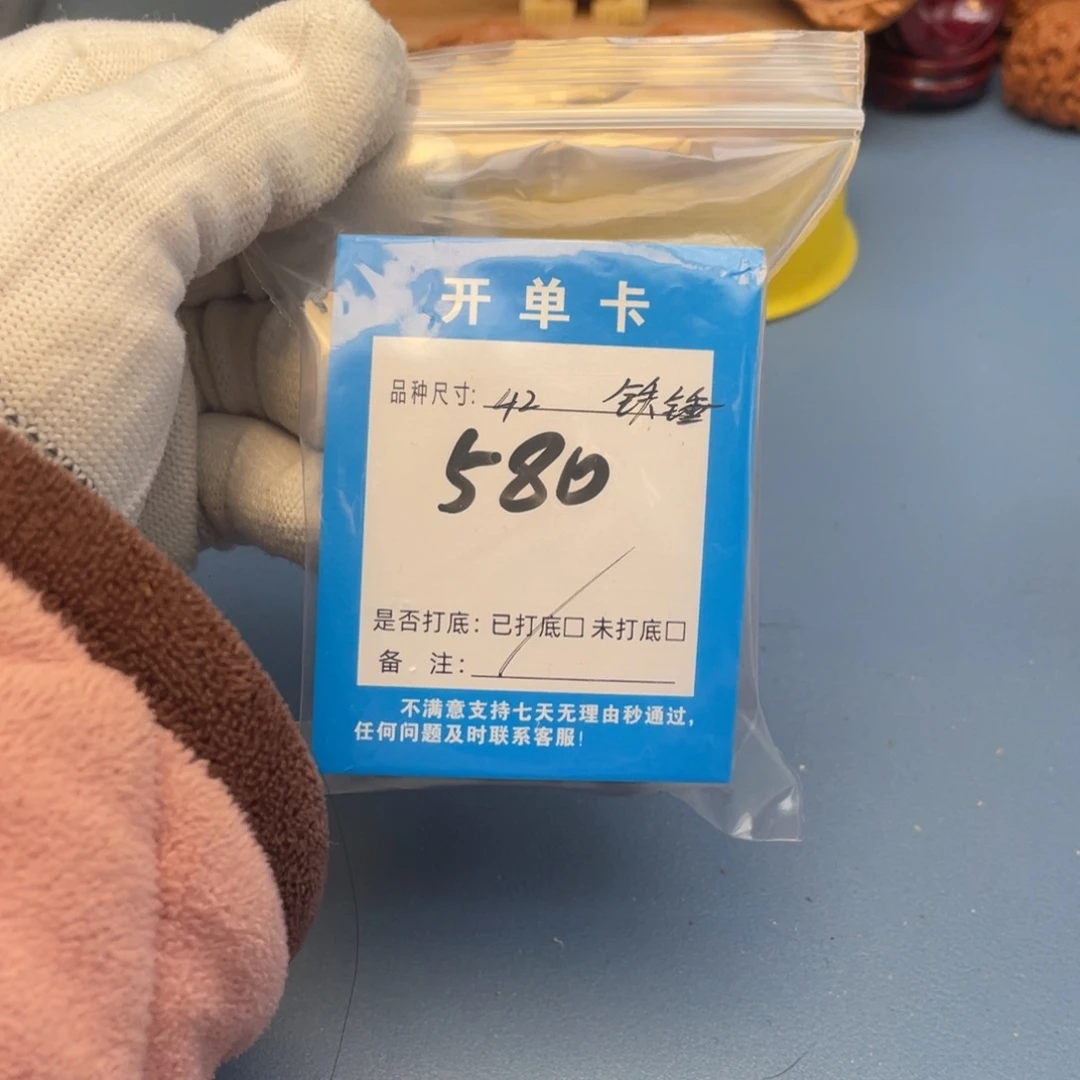 开单卡
品种尺寸: 42 铁锤
580
是否打底: 已打底□ 未打底□
备 注:
不满意支持七天无理由秒通过,
任何问题及时联系客服!